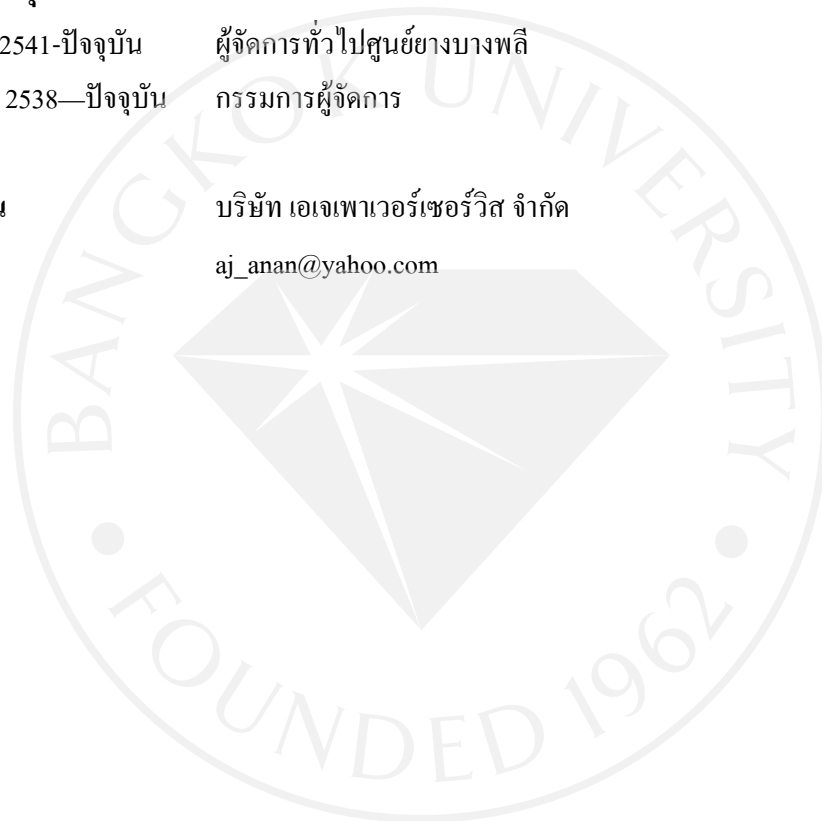 2541-ปัจจุบัน ผู้จัดการทั่วไปศูนย์ยางบางพลี
2538—ปัจจุบัน กรรมการผู้จัดการ
บริษัท เอเจเพาเวอร์เซอร์วิส จำกัด
aj_anan@yahoo.com
BANGKOK UNIVERSITY
FOUNDED 1962